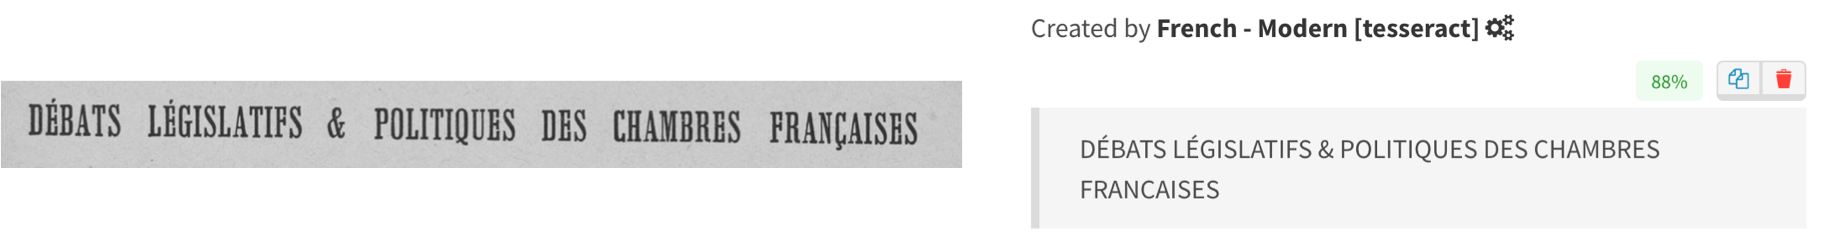 Created by French - Modern [tesseract]
88%
DÉBATS LÉGISLATIFS & POLITIQUES DES CHAMBRES FRANÇAISES
DÉBATS LÉGISLATIFS & POLITIQUES DES CHAMBRES
FRANCAISES